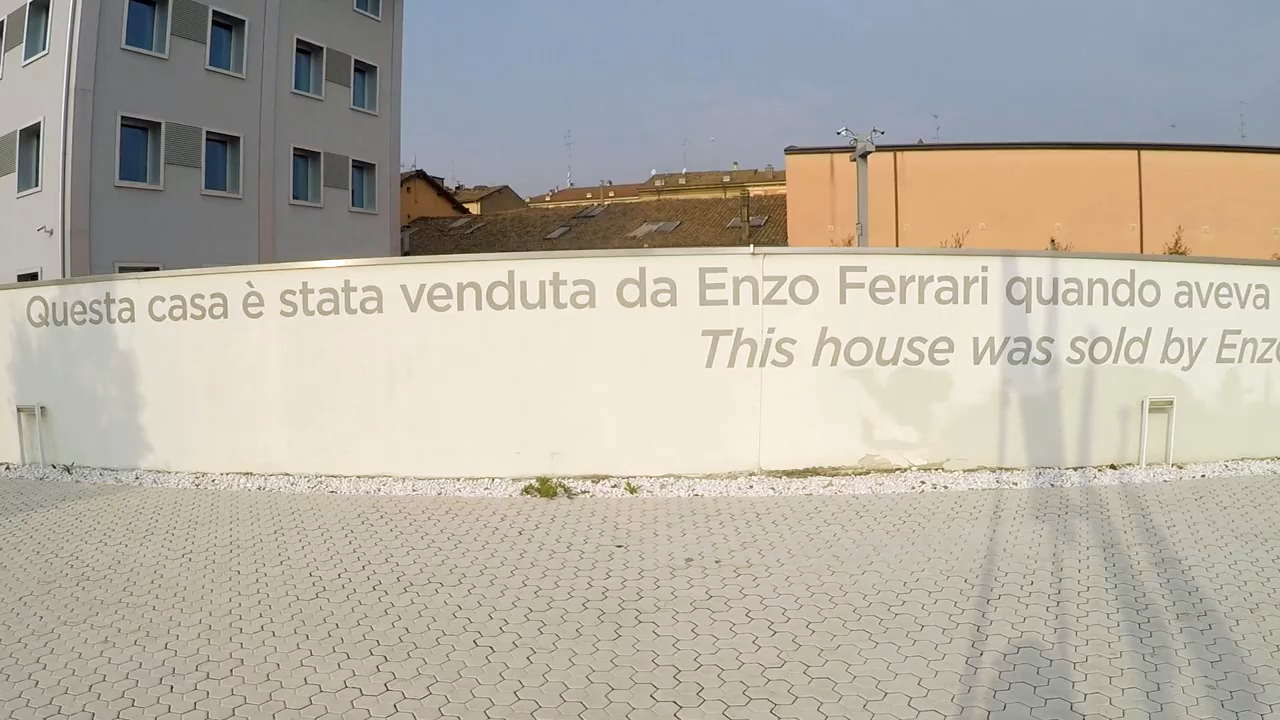 Questa casa è stata venduta da Enzo Ferrari quando aveva
This house was sold by Enzo